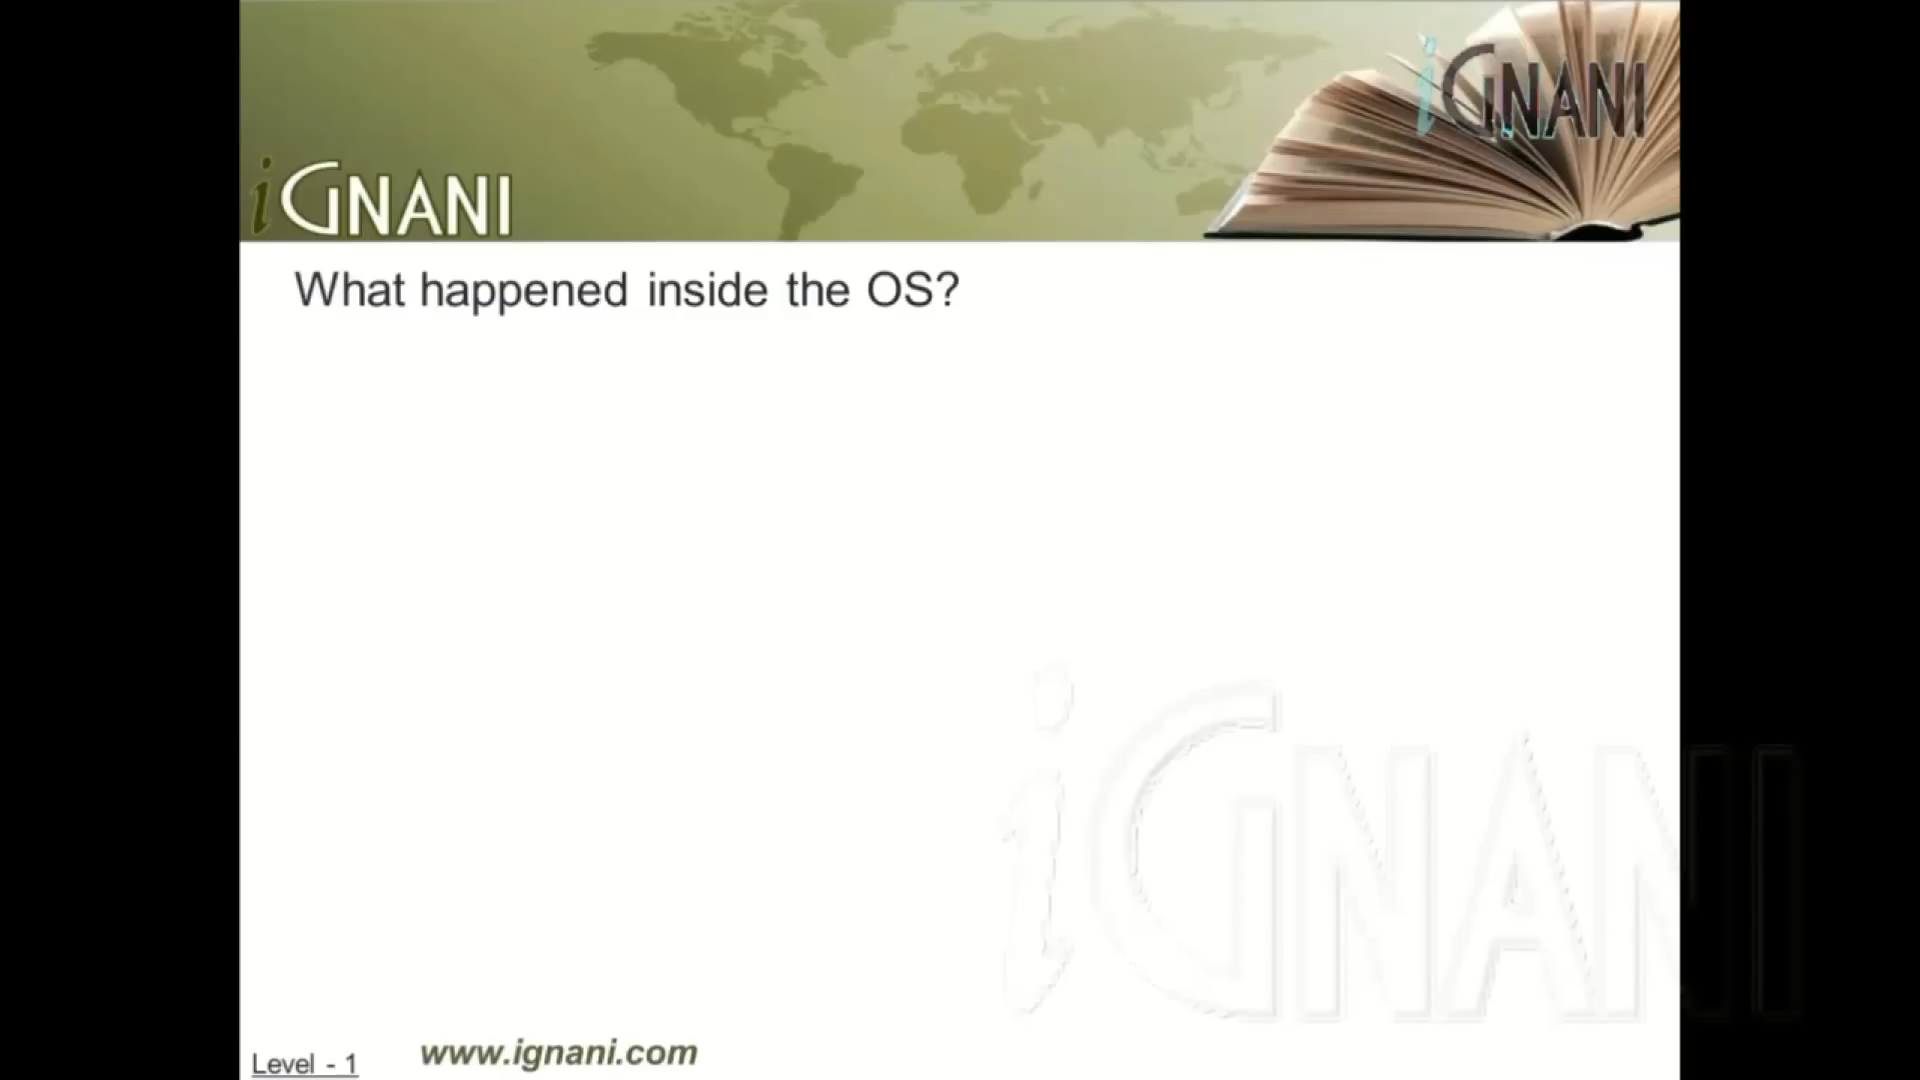 iGNANI
iGNANI
What happened inside the OS?
iGNANI
Level - 1
www.ignani.com